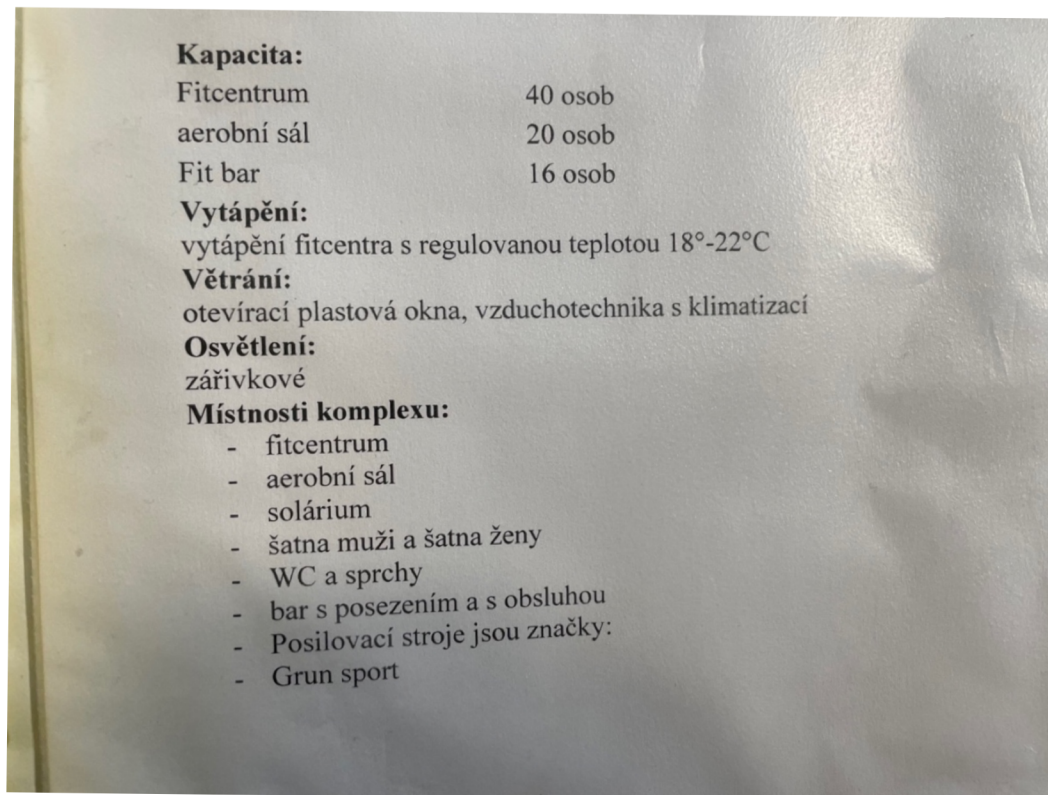 Kapacita:
Fitcentrum 40 osob
aerobní sál 20 osob
Fit bar 16 osob
Vytápění:
vytápění fitcentra s regulovanou teplotou 18°-22°C
Větrání:
otevírací plastová okna, vzduchotechnika s klimatizací
Osvětlení:
zářivkové
Místnosti komplexu:
- fitcentrum
- aerobní sál
- solárium
- šatna muži a šatna ženy
- WC a sprchy
- bar s posezením a s obsluhou
- Posilovací stroje jsou značky:
- Grun sport